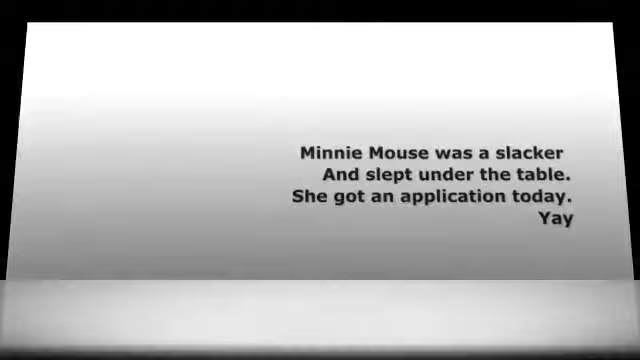 Minnie Mouse was a slacker
And slept under the table.
She got an application today.
Yay